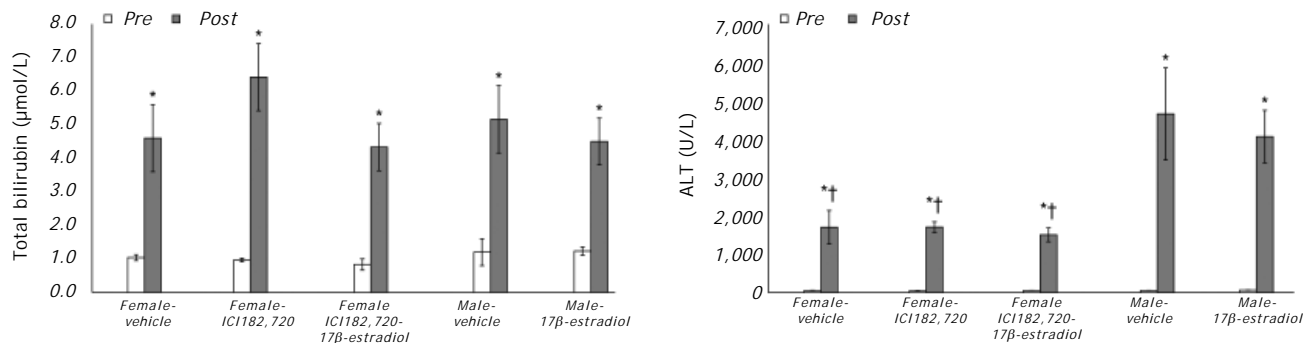 Pre Post
Total bilirubin (μmol/L)
8.0
7.0
6.0
5.0
4.0
3.0
2.0
1.0
0.0
*
*
*
*
*
Female-
vehicle
Female
ICI182,720
Female
ICI182,720-
17β-estradiol
Male-
vehicle
Male-
17β-estradiol
Pre Post
ALT (U/L)
7,000
6,000
5,000
4,000
3,000
2,000
1,000
0
*†
*†
*†
*
*
Female-
vehicle
Female-
ICI182,720
Female
ICI182,720-
17β-estradiol
Male-
vehicle
Male-
17β-estradiol